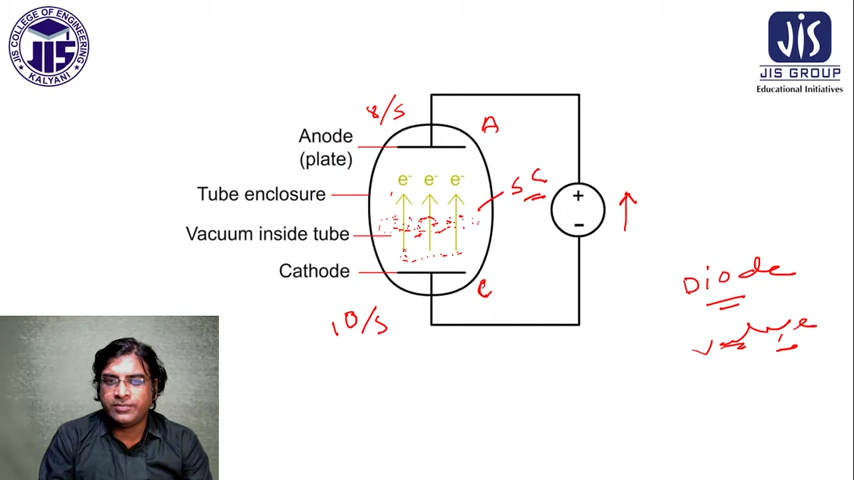 JIS COLLEGE OF ENGINEERING
JIS
KALYANI
JIS
JIS GROUP
Educational Initiatives
8/s
A
Anode
(plate)
e⁻ e⁻ e⁻
S C
Tube enclosure
+
Vacuum inside tube
-
Cathode
C
Diode
10/s